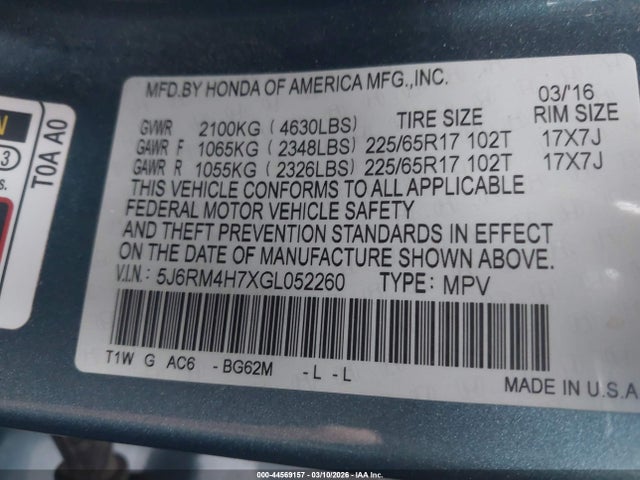 MFD.BY HONDA OF AMERICA MFG.,INC.
03/'16
GVWR 2100KG ( 4630LBS) TIRE SIZE RIM SIZE
GAWR F 1065KG ( 2348LBS) 225/65R17 102T 17X7J
GAWR R 1055KG ( 2326LBS) 225/65R17 102T 17X7J
THIS VEHICLE CONFORMS TO ALL APPLICABLE
FEDERAL MOTOR VEHICLE SAFETY
AND THEFT PREVENTION STANDARDS IN EFFECT
ON THE DATE OF MANUFACTURE SHOWN ABOVE.
V.I.N: 5J6RM4H7XGL052260 TYPE: MPV
T1W G AC6 -BG62M -L -L
MADE IN U.S.A
T0A A0
N
3
s.
000-44569157 - 03/10/2026 - IAA Inc.